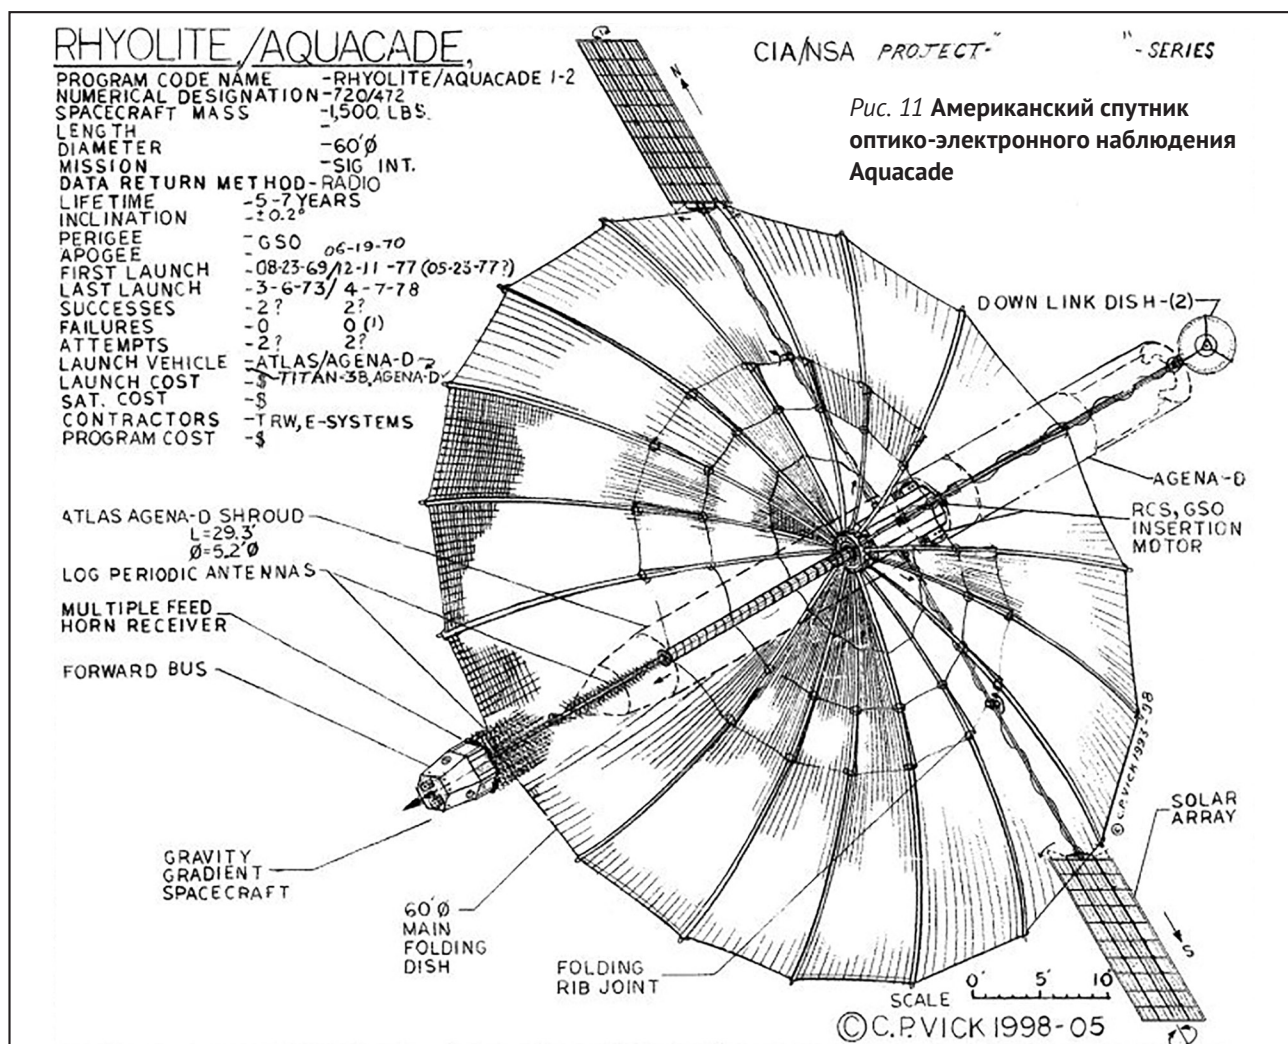 RHYOLITE/AQUACADE,
PROGRAM CODE NAME -RHYOLITE/AQUACADE 1-2
NUMERICAL DESIGNATION-720/472
SPACECRAFT MASS -1,500 LBS.
LENGTH -
DIAMETER -60'Ø
MISSION -SIG INT.
DATA RETURN METHOD-RADIO
LIFETIME -5-7 YEARS
INCLINATION -±0.2°
PERIGEE
APOGEE - GSO 06-19-70
FIRST LAUNCH -08-23-69/12-11-77 (05-23-77?)
LAST LAUNCH -3-6-73/ 4-7-78
SUCCESSES -2? 2?
FAILURES -0 0 (1)
ATTEMPTS -2? 2?
LAUNCH VEHICLE -ATLAS/AGENA-D
LAUNCH COST -$ TITAN-3B, AGENA-D
SAT. COST -$
CONTRACTORS -TRW, E-SYSTEMS
PROGRAM COST -$
CIA/NSA PROJECT-" "-SERIES
Рис. 11 Американский спутник
оптико-электронного наблюдения
Aquacade
N
DOWN LINK DISH-(2)
AGENA-D
RCS, GSO
INSERTION
MOTOR
ATLAS AGENA-D SHROUD
L=29.3'
Ø=5.2'Ø
LOG PERIODIC ANTENNAS
MULTIPLE FEED
HORN RECEIVER
FORWARD BUS
GRAVITY
GRADIENT
SPACECRAFT
60'Ø
MAIN
FOLDING
DISH
FOLDING
RIB JOINT
SOLAR
ARRAY
S
© C.P. VICK 1993-98
0' 5' 10'
SCALE
© C.P. VICK 1998-05